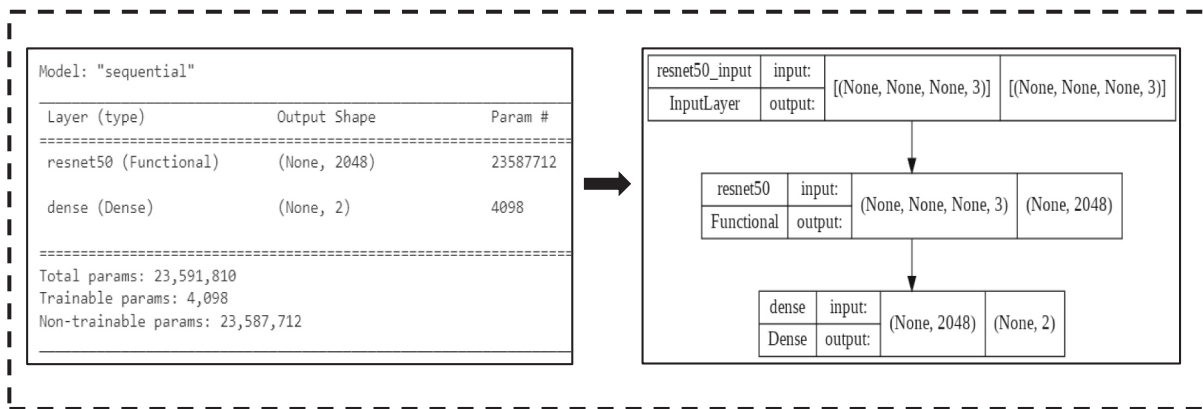 Model: "sequential"
Layer (type) Output Shape Param #
resnet50 (Functional) (None, 2048) 23587712
dense (Dense) (None, 2) 4098
Total params: 23,591,810
Trainable params: 4,098
Non-trainable params: 23,587,712
resnet50_input input: [(None, None, None, 3)] [(None, None, None, 3)]
InputLayer output:
resnet50 input: (None, None, None, 3) (None, 2048)
Functional output:
dense input: (None, 2048) (None, 2)
Dense output: